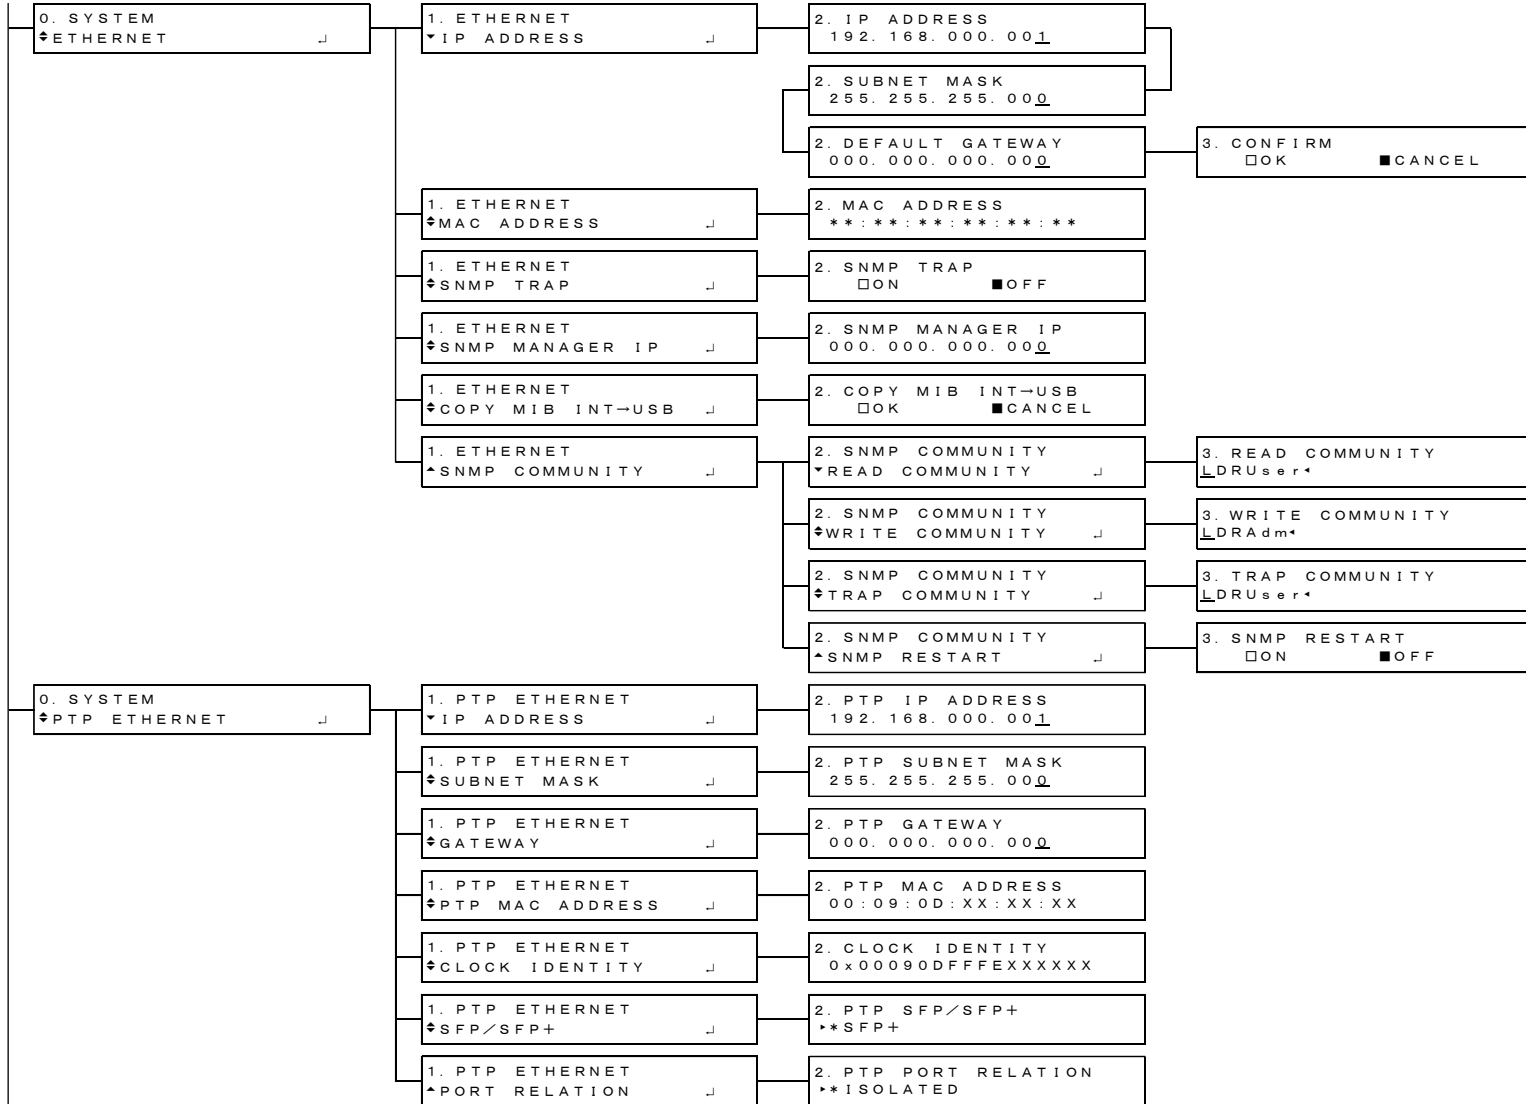 0. SYSTEM
ETHERNET ↵
1. ETHERNET
IP ADDRESS ↵
2. IP ADDRESS
192. 168. 000. 001
2. SUBNET MASK
255. 255. 255. 000
2. DEFAULT GATEWAY
000. 000. 000. 000
3. CONFIRM
□OK ■CANCEL
1. ETHERNET
MAC ADDRESS ↵
2. MAC ADDRESS
**:**:**:**:**:**:**
1. ETHERNET
SNMP TRAP ↵
2. SNMP TRAP
□ON ■OFF
1. ETHERNET
SNMP MANAGER IP ↵
2. SNMP MANAGER IP
000. 000. 000. 000
1. ETHERNET
COPY MIB INT→USB ↵
2. COPY MIB INT→USB
□OK ■CANCEL
1. ETHERNET
SNMP COMMUNITY ↵
2. SNMP COMMUNITY
READ COMMUNITY ↵
3. READ COMMUNITY
LDRUser
2. SNMP COMMUNITY
WRITE COMMUNITY ↵
3. WRITE COMMUNITY
LDRAdm
2. SNMP COMMUNITY
TRAP COMMUNITY ↵
3. TRAP COMMUNITY
LDRUser
2. SNMP COMMUNITY
SNMP RESTART ↵
3. SNMP RESTART
□ON ■OFF
0. SYSTEM
PTP ETHERNET ↵
1. PTP ETHERNET
IP ADDRESS ↵
2. PTP IP ADDRESS
192. 168. 000. 001
1. PTP ETHERNET
SUBNET MASK ↵
2. PTP SUBNET MASK
255. 255. 255. 000
1. PTP ETHERNET
GATEWAY ↵
2. PTP GATEWAY
000. 000. 000. 000
1. PTP ETHERNET
PTP MAC ADDRESS ↵
2. PTP MAC ADDRESS
00:09:0D:XX:XX:XX
1. PTP ETHERNET
CLOCK IDENTITY ↵
2. CLOCK IDENTITY
0x00090DFFFEXXXXXX
1. PTP ETHERNET
SFP/SFP+ ↵
2. PTP SFP/SFP+
*SFP+
1. PTP ETHERNET
PORT RELATION ↵
2. PTP PORT RELATION
*ISOLATED